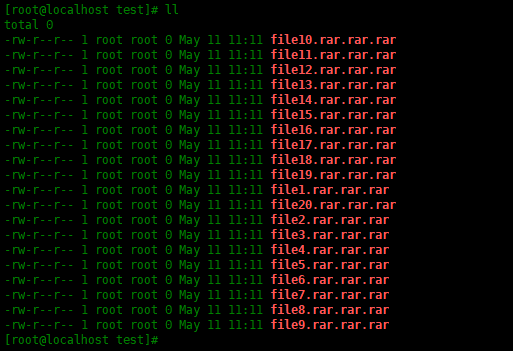 [root@localhost test]# ll
total 0
-rw-r--r-- 1 root root 0 May 11 11:11 file10.rar.rar.rar
-rw-r--r-- 1 root root 0 May 11 11:11 file11.rar.rar.rar
-rw-r--r-- 1 root root 0 May 11 11:11 file12.rar.rar.rar
-rw-r--r-- 1 root root 0 May 11 11:11 file13.rar.rar.rar
-rw-r--r-- 1 root root 0 May 11 11:11 file14.rar.rar.rar
-rw-r--r-- 1 root root 0 May 11 11:11 file15.rar.rar.rar
-rw-r--r-- 1 root root 0 May 11 11:11 file16.rar.rar.rar
-rw-r--r-- 1 root root 0 May 11 11:11 file17.rar.rar.rar
-rw-r--r-- 1 root root 0 May 11 11:11 file18.rar.rar.rar
-rw-r--r-- 1 root root 0 May 11 11:11 file19.rar.rar.rar
-rw-r--r-- 1 root root 0 May 11 11:11 file1.rar.rar.rar
-rw-r--r-- 1 root root 0 May 11 11:11 file20.rar.rar.rar
-rw-r--r-- 1 root root 0 May 11 11:11 file2.rar.rar.rar
-rw-r--r-- 1 root root 0 May 11 11:11 file3.rar.rar.rar
-rw-r--r-- 1 root root 0 May 11 11:11 file4.rar.rar.rar
-rw-r--r-- 1 root root 0 May 11 11:11 file5.rar.rar.rar
-rw-r--r-- 1 root root 0 May 11 11:11 file6.rar.rar.rar
-rw-r--r-- 1 root root 0 May 11 11:11 file7.rar.rar.rar
-rw-r--r-- 1 root root 0 May 11 11:11 file8.rar.rar.rar
-rw-r--r-- 1 root root 0 May 11 11:11 file9.rar.rar.rar
[root@localhost test]#